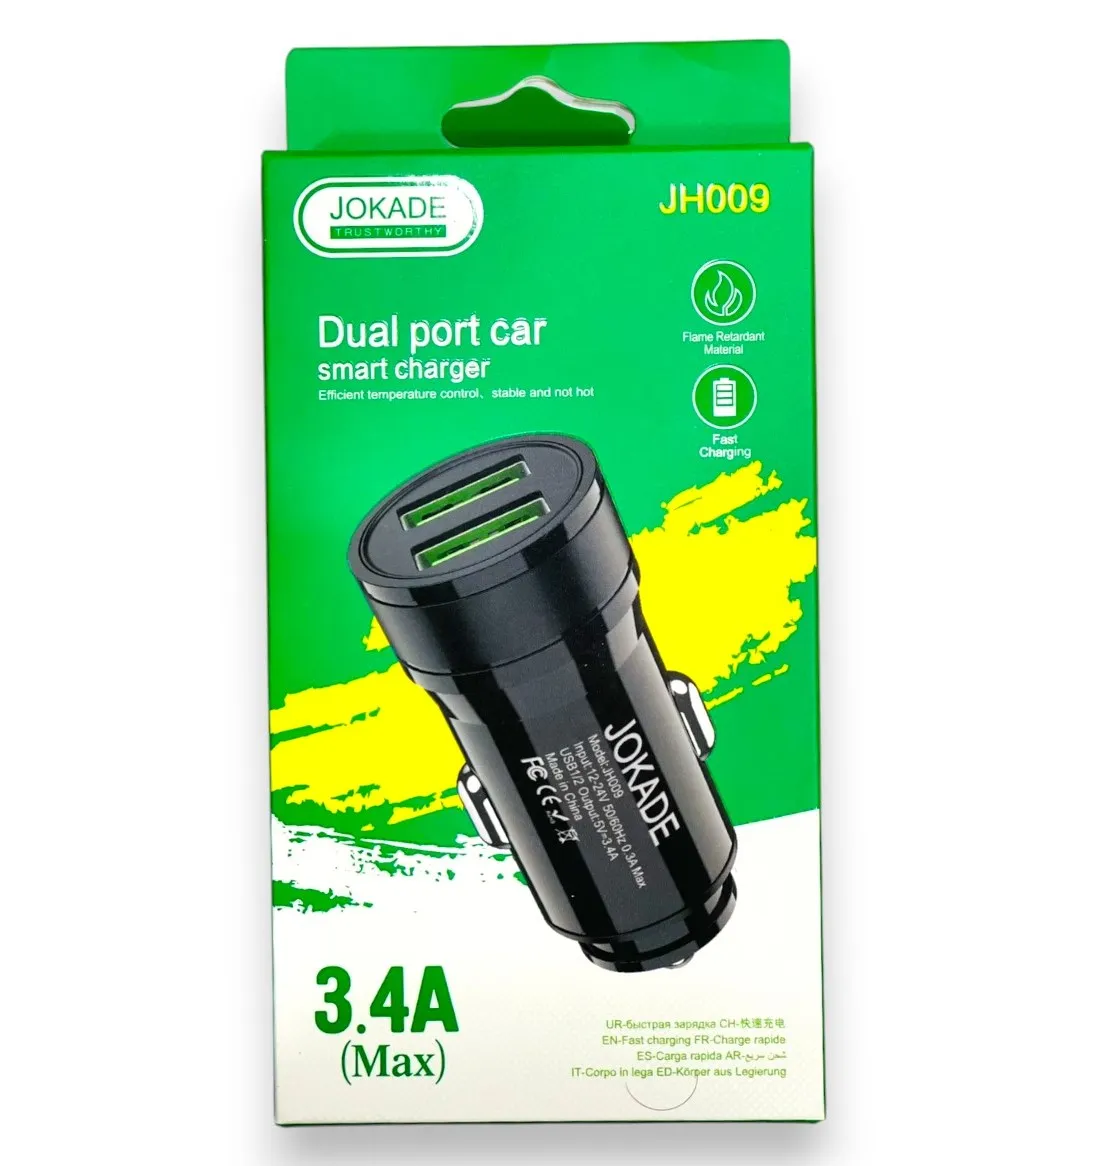 JOKADE
TRUSTWORTHY
JH009
Flame Retardant
Material
Fast
Charging
Dual port car
smart charger
Efficient temperature control、stable and not hot
JOKADE
Model:JH009
Input:12-24V 50/60Hz 0.3A Max
USB1/2 Output:5V=3.4A
Made in China
FC CE
3.4A
(Max)
UR-быстрая зарядка CH-快速充电
EN-Fast charging FR-Charge rapide
ES-Carga rapida AR-شحن سريع
IT-Corpo in lega ED-Körper aus Legierung